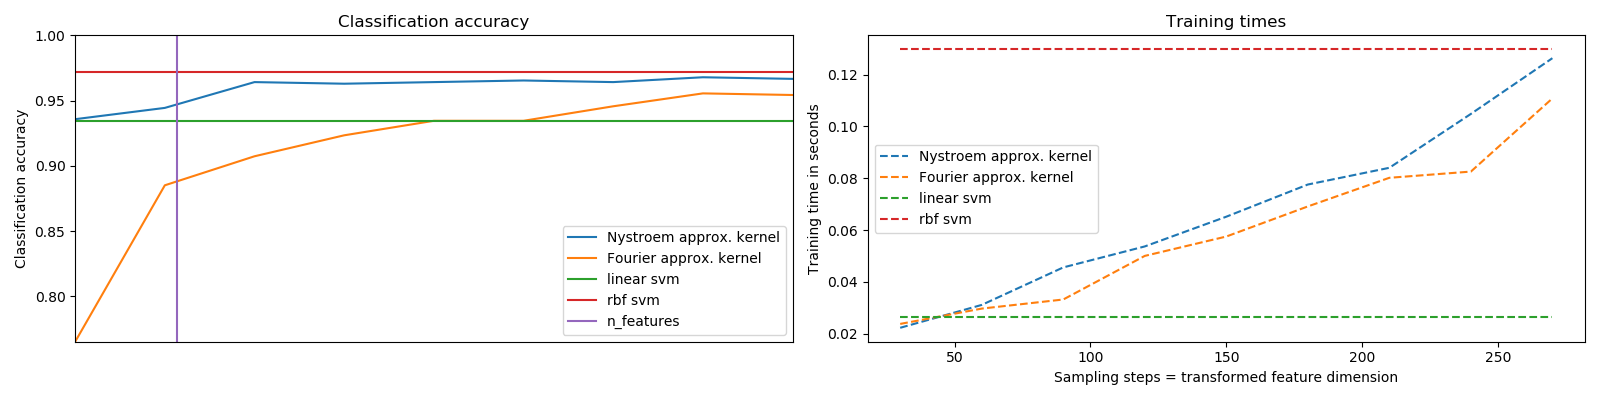 Classification accuracy
Classification accuracy
1.00
0.95
0.90
0.85
0.80
Nystroem approx. kernel
Fourier approx. kernel
linear svm
rbf svm
n_features
Training times
Training time in seconds
0.12
0.10
0.08
0.06
0.04
0.02
Nystroem approx. kernel
Fourier approx. kernel
linear svm
rbf svm
50
100
150
200
250
Sampling steps = transformed feature dimension